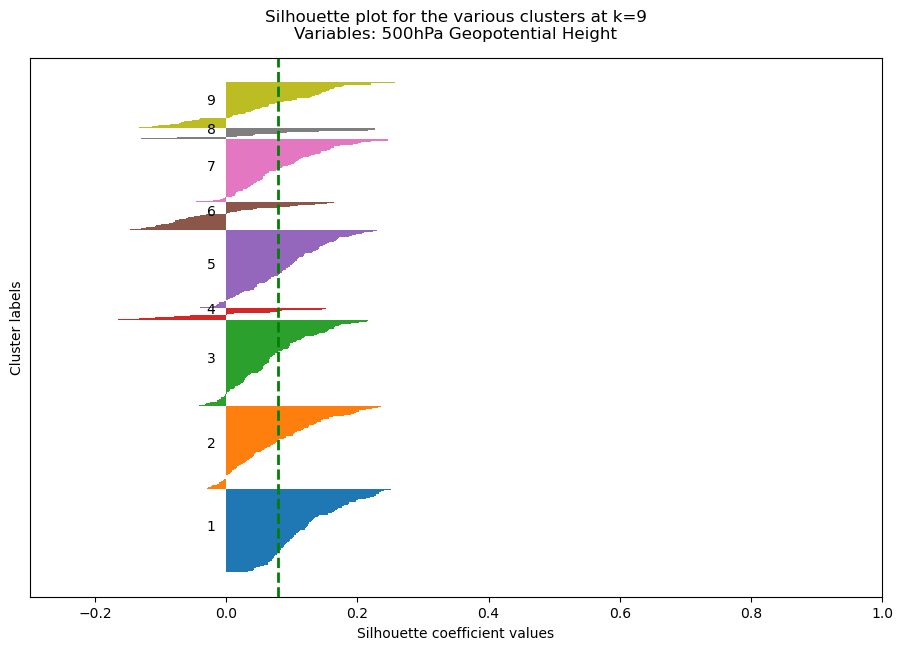 Silhouette plot for the various clusters at k=9
Variables: 500hPa Geopotential Height
Cluster labels
9
8
7
6
5
4
3
2
1
−0.2 0.0 0.2 0.4 0.6 0.8 1.0
Silhouette coefficient values